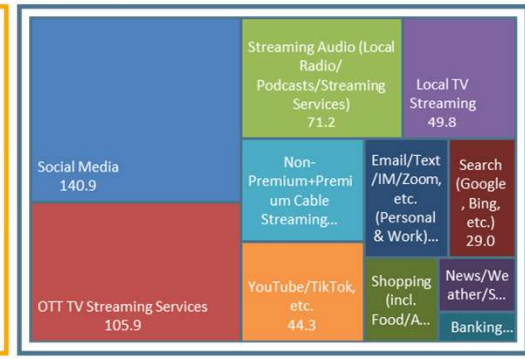 Social Media
140.9
OTT TV Streaming Services
105.9
Streaming Audio (Local
Radio/
Podcasts/Streaming
Services)
71.2
Local TV
Streaming
49.8
Non-
Premium+Premi
um Cable
Streaming...
Email/Text
/IM/Zoom,
etc.
(Personal
& Work)...
Search
(Google
, Bing,
etc.)
29.0
YouTube/TikTok,
etc.
44.3
Shopping
(incl.
Food/A...
News/We
ather/S...
Banking...